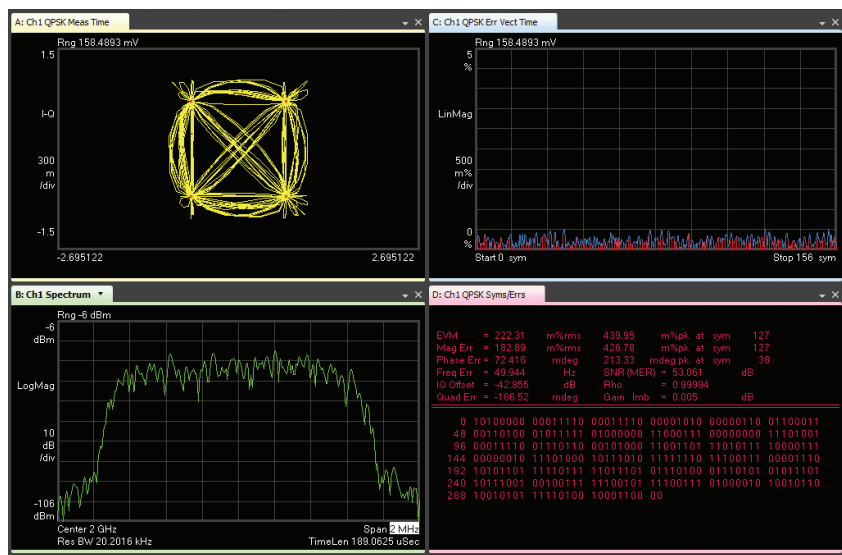 A: Ch1 QPSK Meas Time
Rng 158.4893 mV
1.5
I-Q
300
m
/div
-1.5
-2.695122 2.695122
C: Ch1 QPSK Err Vect Time
Rng 158.4893 mV
5
%
LinMag
500
m%
/div
0
%
Start 0 sym Stop 156 sym
B: Ch1 Spectrum
Rng -6 dBm
-6
dBm
LogMag
10
dB
/div
-106
dBm
Center 2 GHz Span 2 MHz
Res BW 20.2016 kHz TimeLen 189.0625 uSec
D: Ch1 QPSK Syms/Errs
EVM = 222.31 m%rms 439.95 m%pk at sym 127
Mag Err = 182.89 m%rms 426.78 m%pk at sym 127
Phase Err = 72.416 mdeg 213.33 mdeg pk at sym 38
Freq Err = 49.944 Hz SNR(MER) = 53.061 dB
IQ Offset = -42.855 dB Rho = 0.99994
Quad Err = -166.52 mdeg Gain Imb = 0.005 dB
0 10100000 00011110 00011110 00001010 00000110 01100011
48 00110100 01011111 01000000 11000111 00000000 11101001
96 00011110 01110110 00101000 11001101 11010111 10000111
144 00000010 11101000 10111010 11111110 11100111 00001110
192 10101101 11110111 11011101 01110100 01110101 01011101
240 10111001 00100111 11100101 11100111 01000010 10010110
288 10010101 11110100 10001100 00